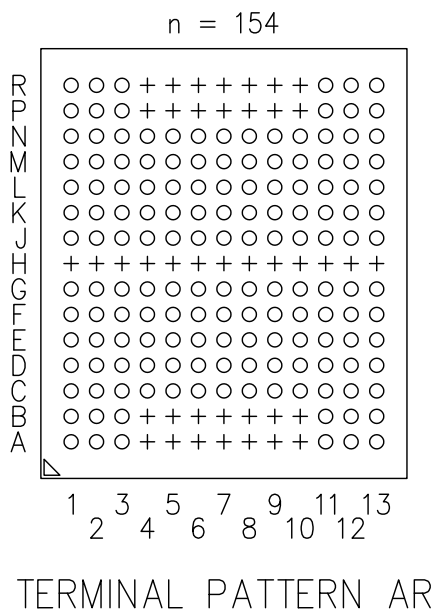 n = 154
R
P
N
M
L
K
J
H
G
F
E
D
C
B
A
1 3 5 7 9 11 13
2 4 6 8 10 12
TERMINAL PATTERN AR